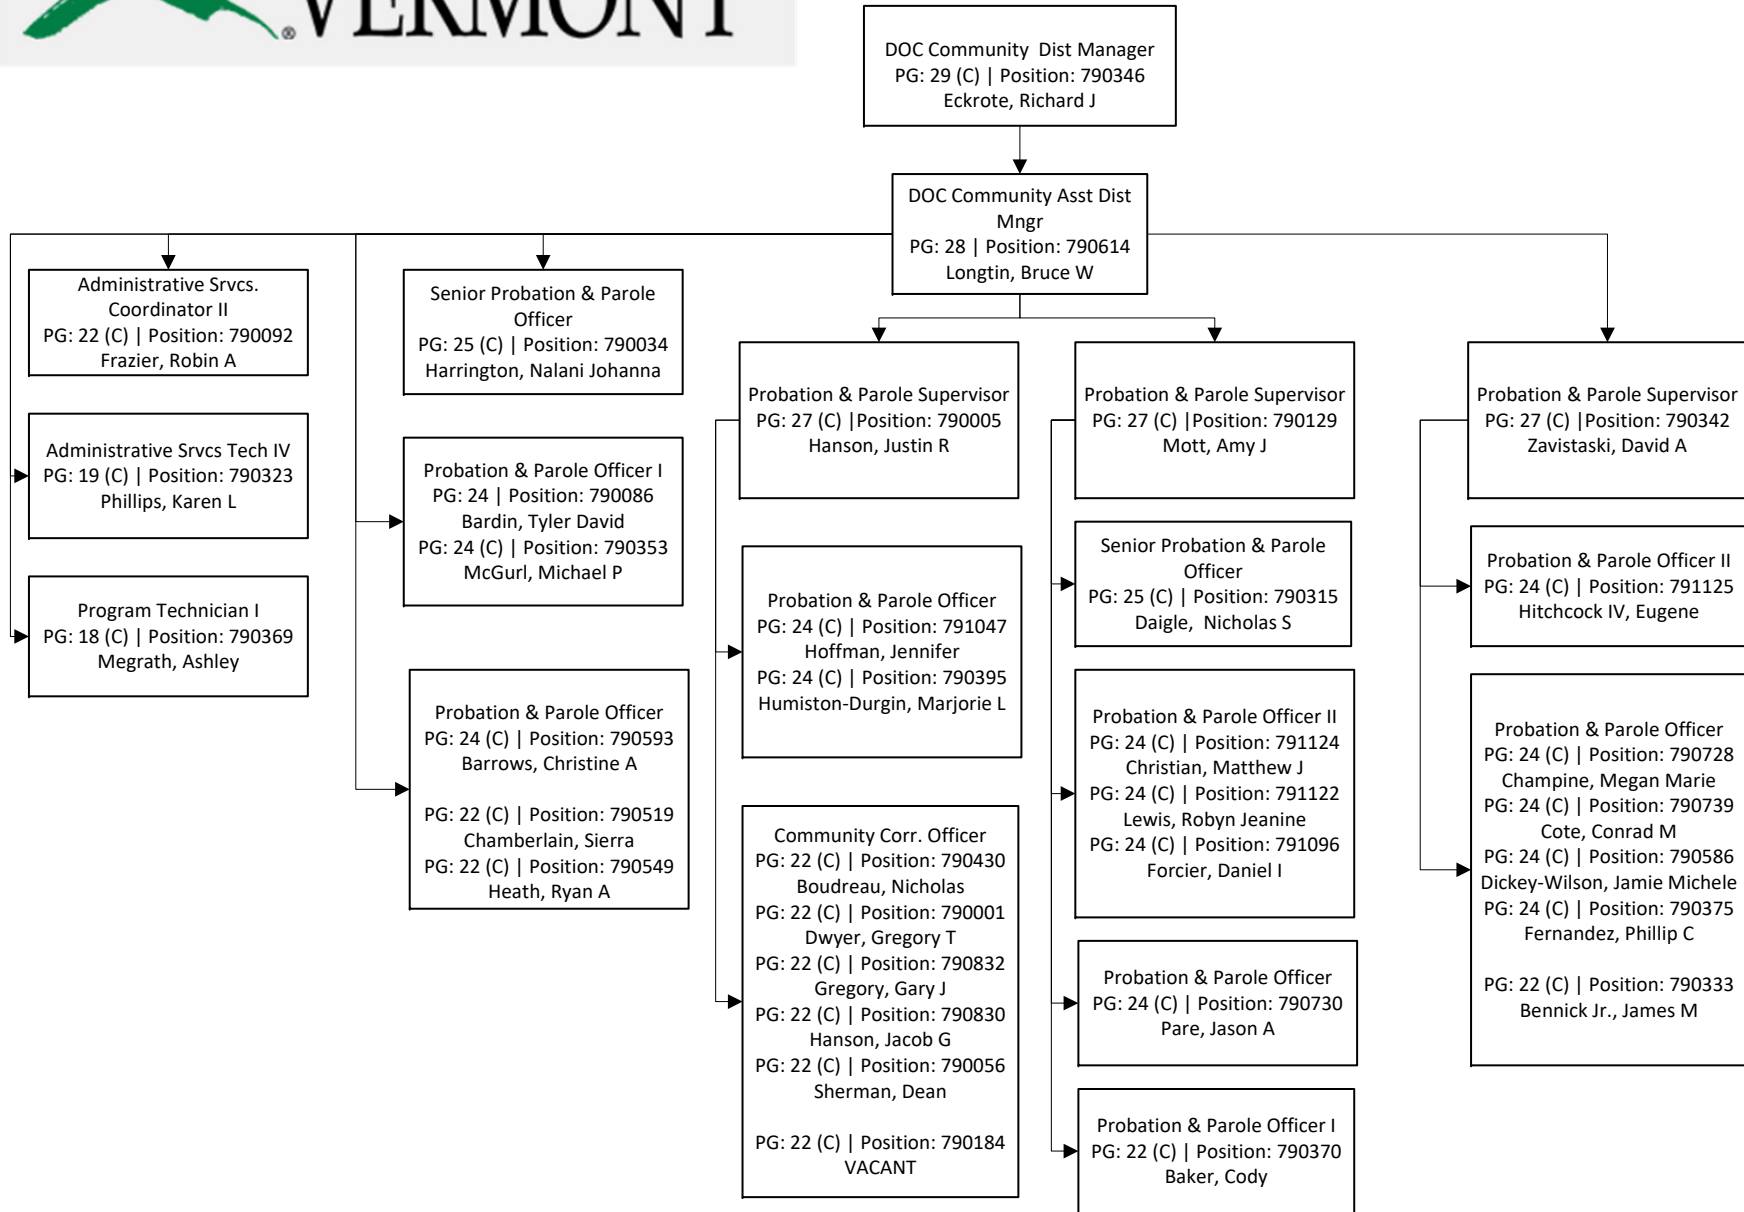 VERMONT
®
DOC Community  Dist Manager
PG: 29 (C) | Position: 790346
Eckrote, Richard J
DOC Community Asst Dist
Mngr
PG: 28 | Position: 790614
Longtin, Bruce W
Administrative Srvcs.
Coordinator II
PG: 22 (C) | Position: 790092
Frazier, Robin A
Administrative Srvcs Tech IV
PG: 19 (C) | Position: 790323
Phillips, Karen L
Program Technician I
PG: 18 (C) | Position: 790369
Megrath, Ashley
Senior Probation & Parole
Officer
PG: 25 (C) | Position: 790034
Harrington, Nalani Johanna
Probation & Parole Officer I
PG: 24 | Position: 790086
Bardin, Tyler David
PG: 24 (C) | Position: 790353
McGurl, Michael P
Probation & Parole Officer
PG: 24 (C) | Position: 790593
Barrows, Christine A
PG: 22 (C) | Position: 790519
Chamberlain, Sierra
PG: 22 (C) | Position: 790549
Heath, Ryan A
Probation & Parole Supervisor
PG: 27 (C) |Position: 790005
Hanson, Justin R
Probation & Parole Officer
PG: 24 (C) | Position: 791047
Hoffman, Jennifer
PG: 24 (C) | Position: 790395
Humiston-Durgin, Marjorie L
Community Corr. Officer
PG: 22 (C) | Position: 790430
Boudreau, Nicholas
PG: 22 (C) | Position: 790001
Dwyer, Gregory T
PG: 22 (C) | Position: 790832
Gregory, Gary J
PG: 22 (C) | Position: 790830
Hanson, Jacob G
PG: 22 (C) | Position: 790056
Sherman, Dean
PG: 22 (C) | Position: 790184
VACANT
Probation & Parole Supervisor
PG: 27 (C) |Position: 790129
Mott, Amy J
Senior Probation & Parole
Officer
PG: 25 (C) | Position: 790315
Daigle,  Nicholas S
Probation & Parole Officer II
PG: 24 (C) | Position: 791124
Christian, Matthew J
PG: 24 (C) | Position: 791122
Lewis, Robyn Jeanine
PG: 24 (C) | Position: 791096
Forcier, Daniel I
Probation & Parole Officer
PG: 24 (C) | Position: 790730
Pare, Jason A
Probation & Parole Officer I
PG: 22 (C) | Position: 790370
Baker, Cody
Probation & Parole Supervisor
PG: 27 (C) |Position: 790342
Zavistaski, David A
Probation & Parole Officer II
PG: 24 (C) | Position: 791125
Hitchcock IV, Eugene
Probation & Parole Officer
PG: 24 (C) | Position: 790728
Champine, Megan Marie
PG: 24 (C) | Position: 790739
Cote, Conrad M
PG: 24 (C) | Position: 790586
Dickey-Wilson, Jamie Michele
PG: 24 (C) | Position: 790375
Fernandez, Phillip C
PG: 22 (C) | Position: 790333
Bennick Jr., James M